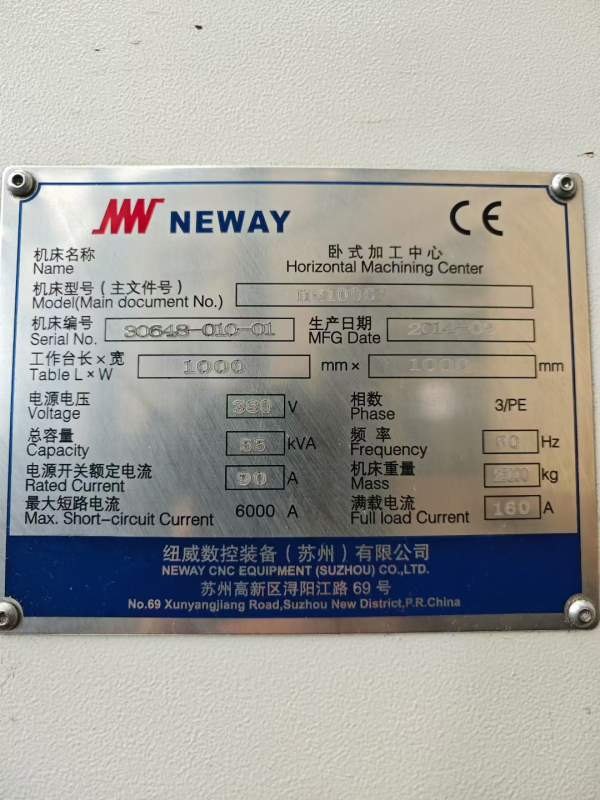 NEWAY CE
机床名称 卧式加工中心
Name Horizontal Machining Center
机床型号(主文件号)
Model(Main document No.)
机床编号 30648-010-01 生产日期
Serial No. MFG Date
工作台长×宽 1000 mm× 1000 mm
Table L×W
电源电压 380 V 相数 3/PE
Voltage Phase
总容量 kVA 频 率 Hz
Capacity Frequency
电源开关额定电流 A 机床重量 kg
Rated Current Mass
最大短路电流 6000 A 满载电流 160 A
Max. Short-circuit Current Full load Current
纽威数控装备(苏州)有限公司
NEWAY CNC EQUIPMENT (SUZHOU) CO.,LTD.
苏州高新区浔阳江路 69 号
No.69 Xunyangjiang Road,Suzhou New District,P.R.China